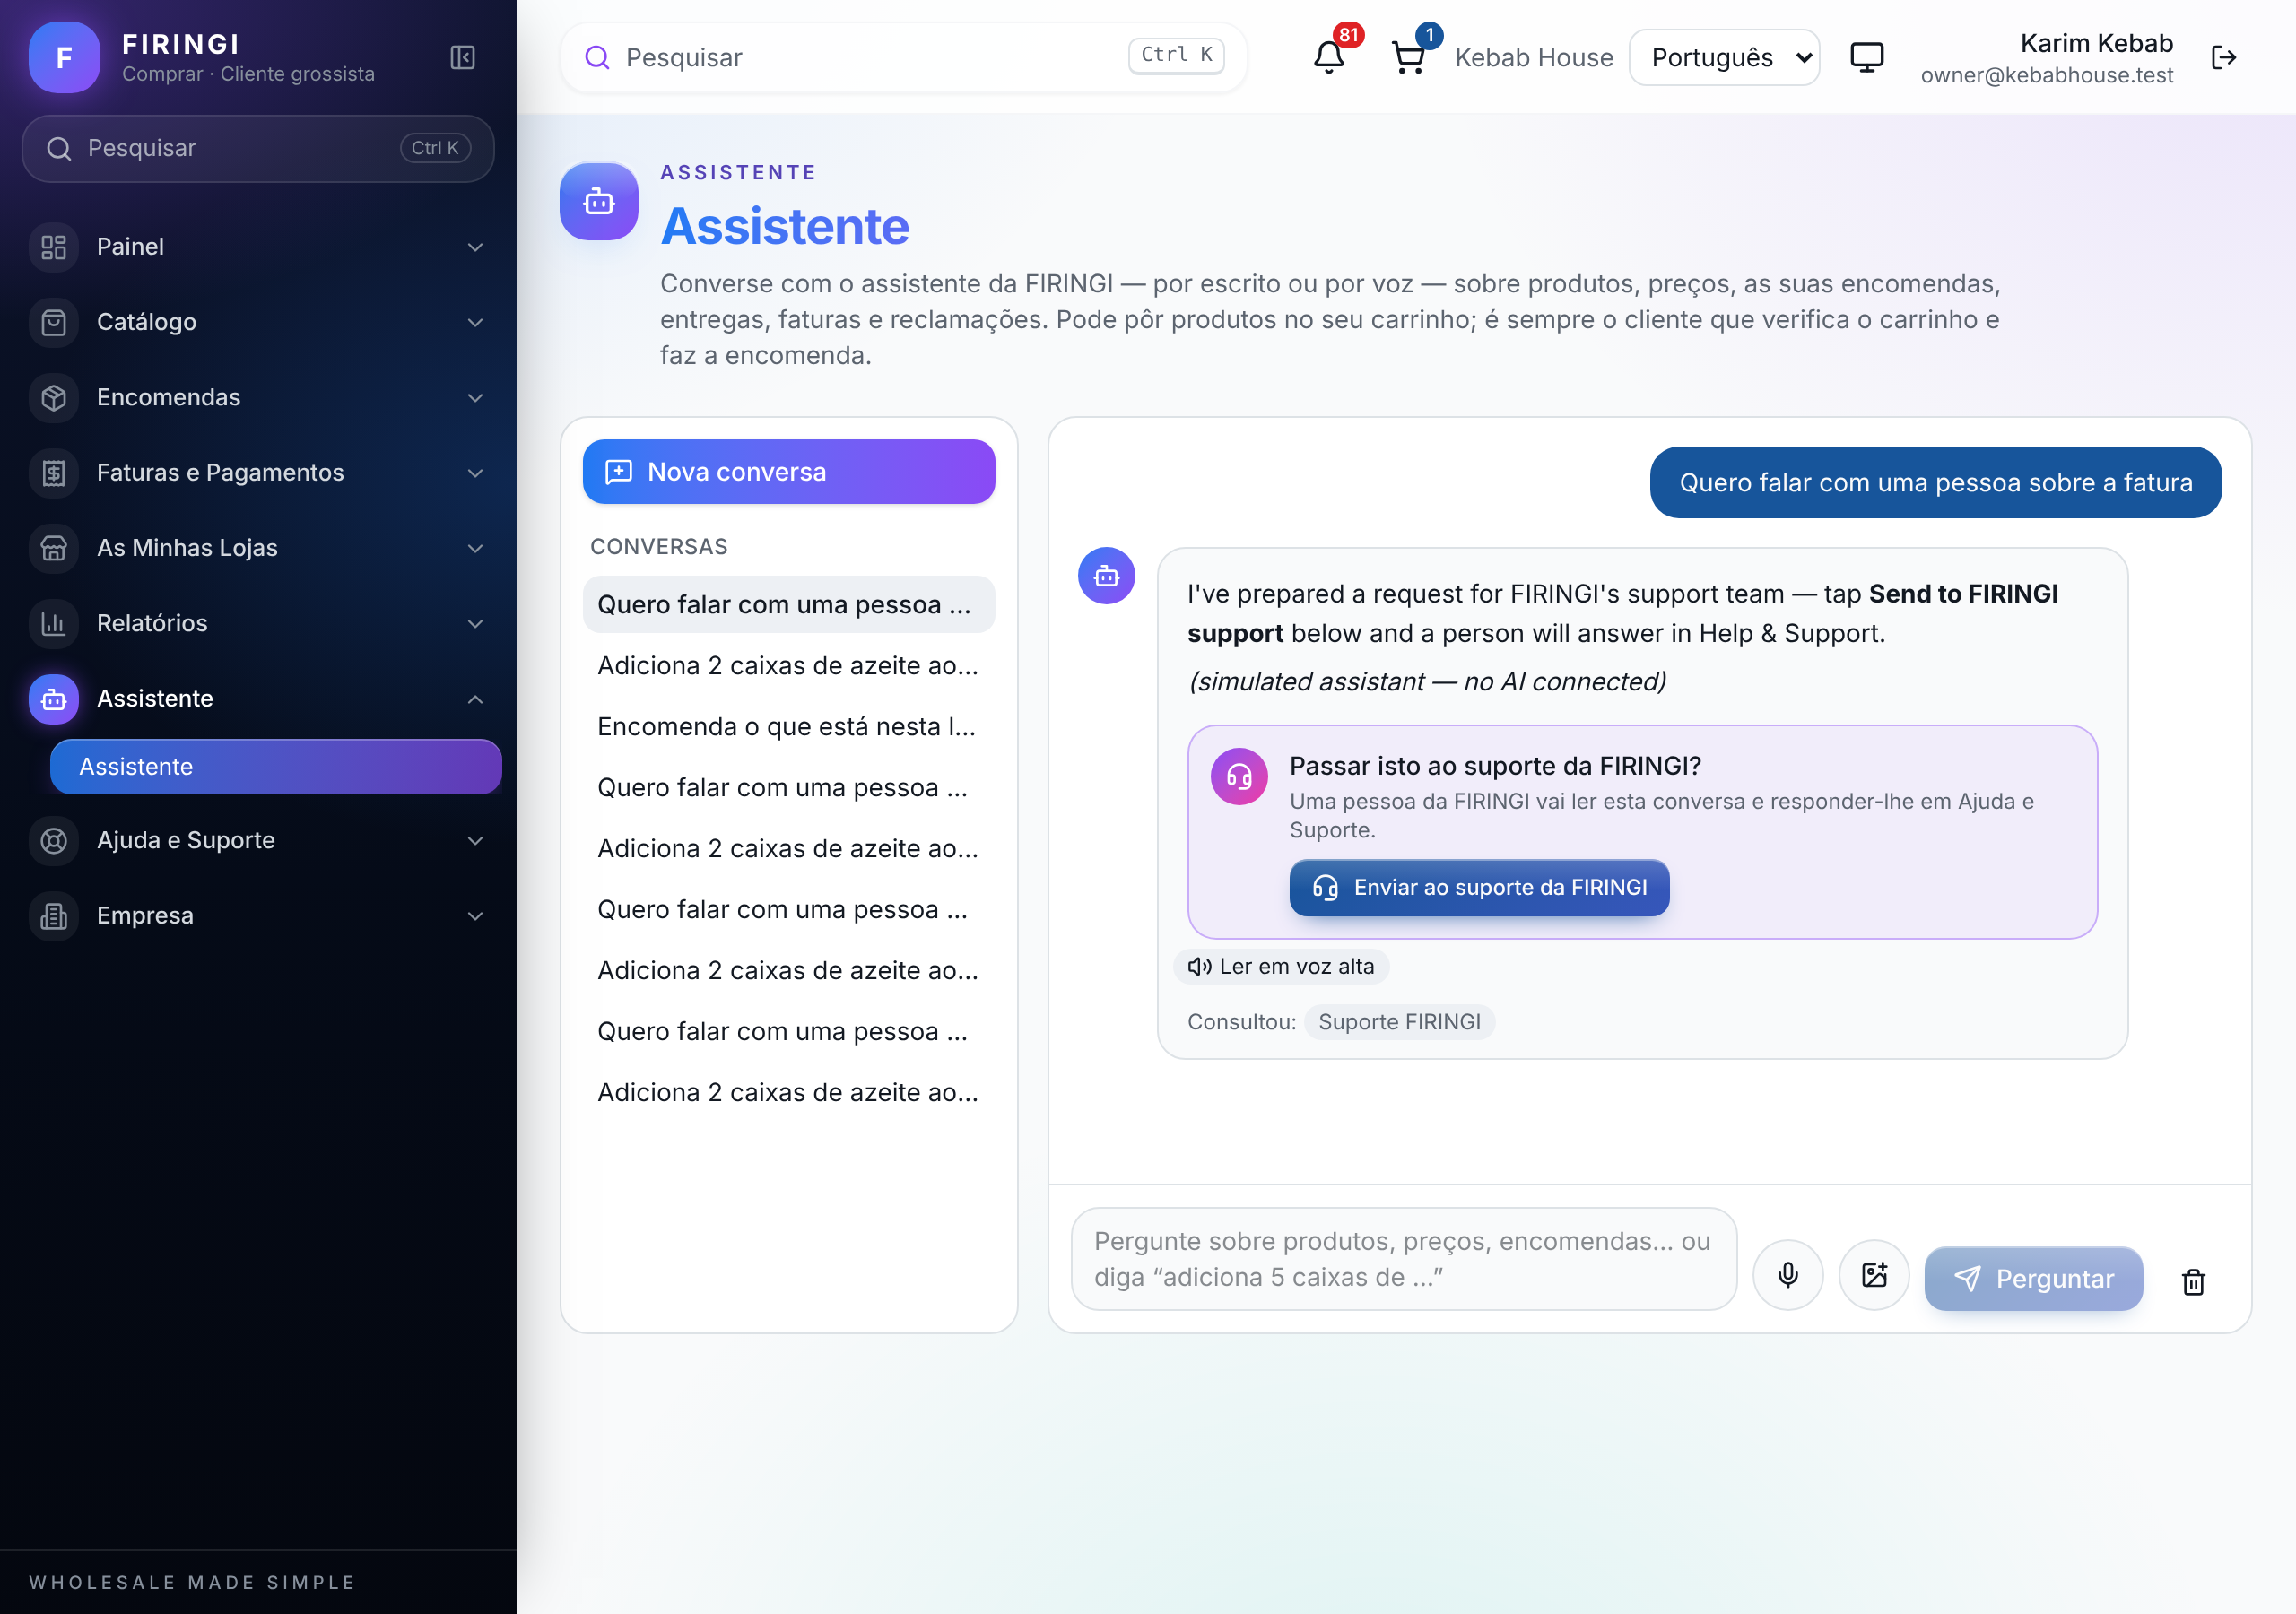 F
FIRINGI
Comprar · Cliente grossista
Pesquisar
Ctrl K
Painel
Catálogo
Encomendas
Faturas e Pagamentos
As Minhas Lojas
Relatórios
Assistente
Assistente
Ajuda e Suporte
Empresa
WHOLESALE MADE SIMPLE
Pesquisar
Ctrl K
81
1
Kebab House
Português
Karim Kebab
owner@kebabhouse.test
ASSISTENTE
Assistente
Converse com o assistente da FIRINGI — por escrito ou por voz — sobre produtos, preços, as suas encomendas,
entregas, faturas e reclamações. Pode pôr produtos no seu carrinho; é sempre o cliente que verifica o carrinho e
faz a encomenda.
Nova conversa
CONVERSAS
Quero falar com uma pessoa ...
Adiciona 2 caixas de azeite ao...
Encomenda o que está nesta l...
Quero falar com uma pessoa ...
Adiciona 2 caixas de azeite ao...
Quero falar com uma pessoa ...
Adiciona 2 caixas de azeite ao...
Quero falar com uma pessoa ...
Adiciona 2 caixas de azeite ao...
Quero falar com uma pessoa sobre a fatura
I've prepared a request for FIRINGI's support team — tap Send to FIRINGI
support below and a person will answer in Help & Support.
(simulated assistant — no AI connected)
Passar isto ao suporte da FIRINGI?
Uma pessoa da FIRINGI vai ler esta conversa e responder-lhe em Ajuda e
Suporte.
Enviar ao suporte da FIRINGI
Ler em voz alta
Consultou: Suporte FIRINGI
Pergunte sobre produtos, preços, encomendas... ou
diga “adiciona 5 caixas de ...”
Perguntar